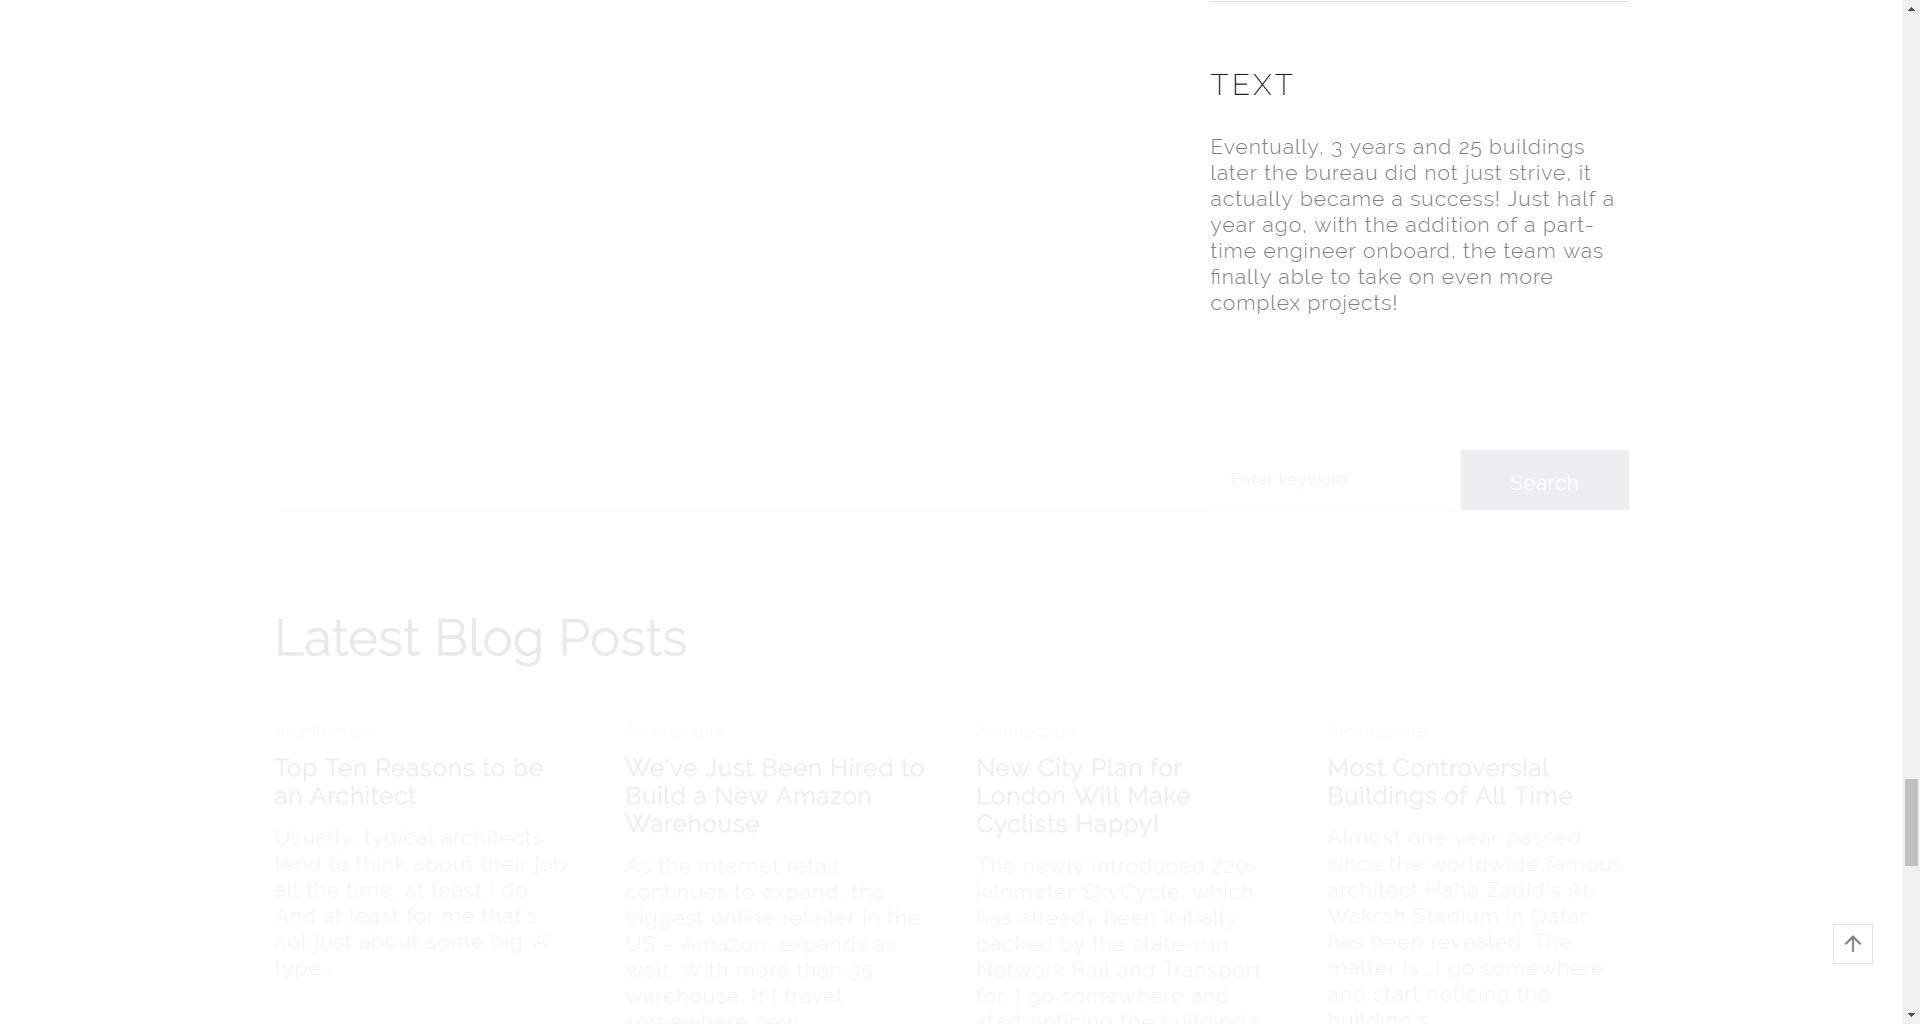 TEXT
Eventually, 3 years and 25 buildings
later the bureau did not just strive, it
actually became a success! Just half a
year ago, with the addition of a part-
time engineer onboard, the team was
finally able to take on even more
complex projects!
Enter keyword
Search
Latest Blog Posts
Architecture
Top Ten Reasons to be
an Architect
Usually, typical architects
tend to think about their job
all the time, at least I do
And at least for me that's
not just about some big 'A'
type...
Architecture
We've Just Been Hired to
Build a New Amazon
Warehouse
As the Internet retail
continues to expand, the
biggest online retailer in the
US – Amazon, expands as
well. With more than 35
warehouse, If I travel
somewhere new
Architecture
New City Plan for
London Will Make
Cyclists Happy!
The newly introduced 220-
kilometer SkyCycle, which
has already been initially
backed by the state-run
Network Rail and Transport
for. I go somewhere and
start noticing the building's
Architecture
Most Controversial
Buildings of All Time
Almost one year passed
since the worldwide famous
architect Haha Zadid's Al-
Wakrah Stadium in Qatar
has been revealed. The
matter is... I go somewhere
and start noticing the
building's